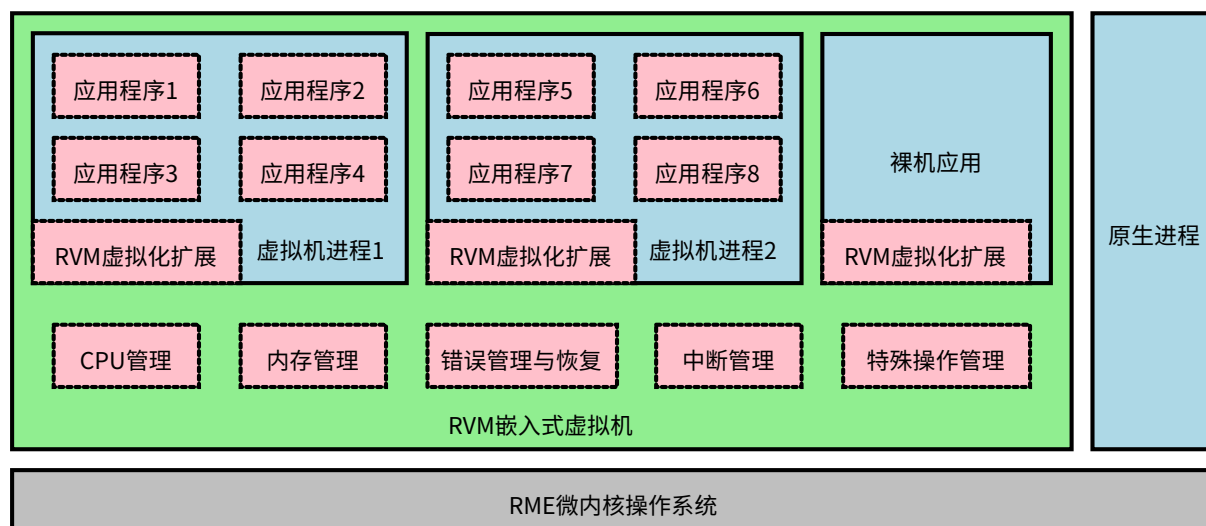 应用程序1
应用程序2
应用程序5
应用程序6
应用程序3
应用程序4
应用程序7
应用程序8
裸机应用
RVM虚拟化扩展
虚拟机进程1
RVM虚拟化扩展
虚拟机进程2
RVM虚拟化扩展
原生进程
CPU管理
内存管理
错误管理与恢复
中断管理
特殊操作管理
RVM嵌入式虚拟机
RME微内核操作系统